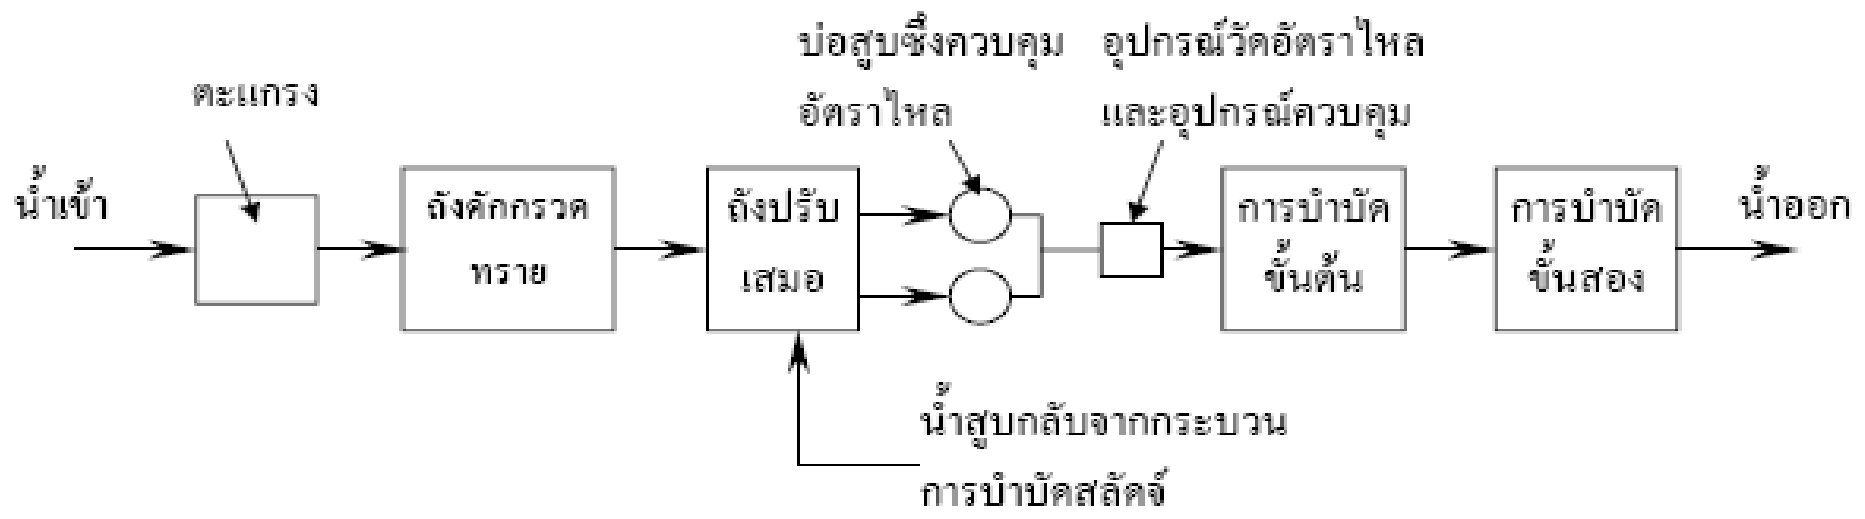 บ่อสูบซึ่งควบคุม
อัตราไหล
อุปกรณ์วัดอัตราไหล
และอุปกรณ์ควบคุม
ตะแกรง
น้ำเข้า
ถังดักกรวด
ทราย
ถังปรับ
เสมอ
การบำบัด
ขั้นต้น
การบำบัด
ขั้นสอง
น้ำออก
น้ำสูบกลับจากกระบวน
การบำบัดสลัดจ์